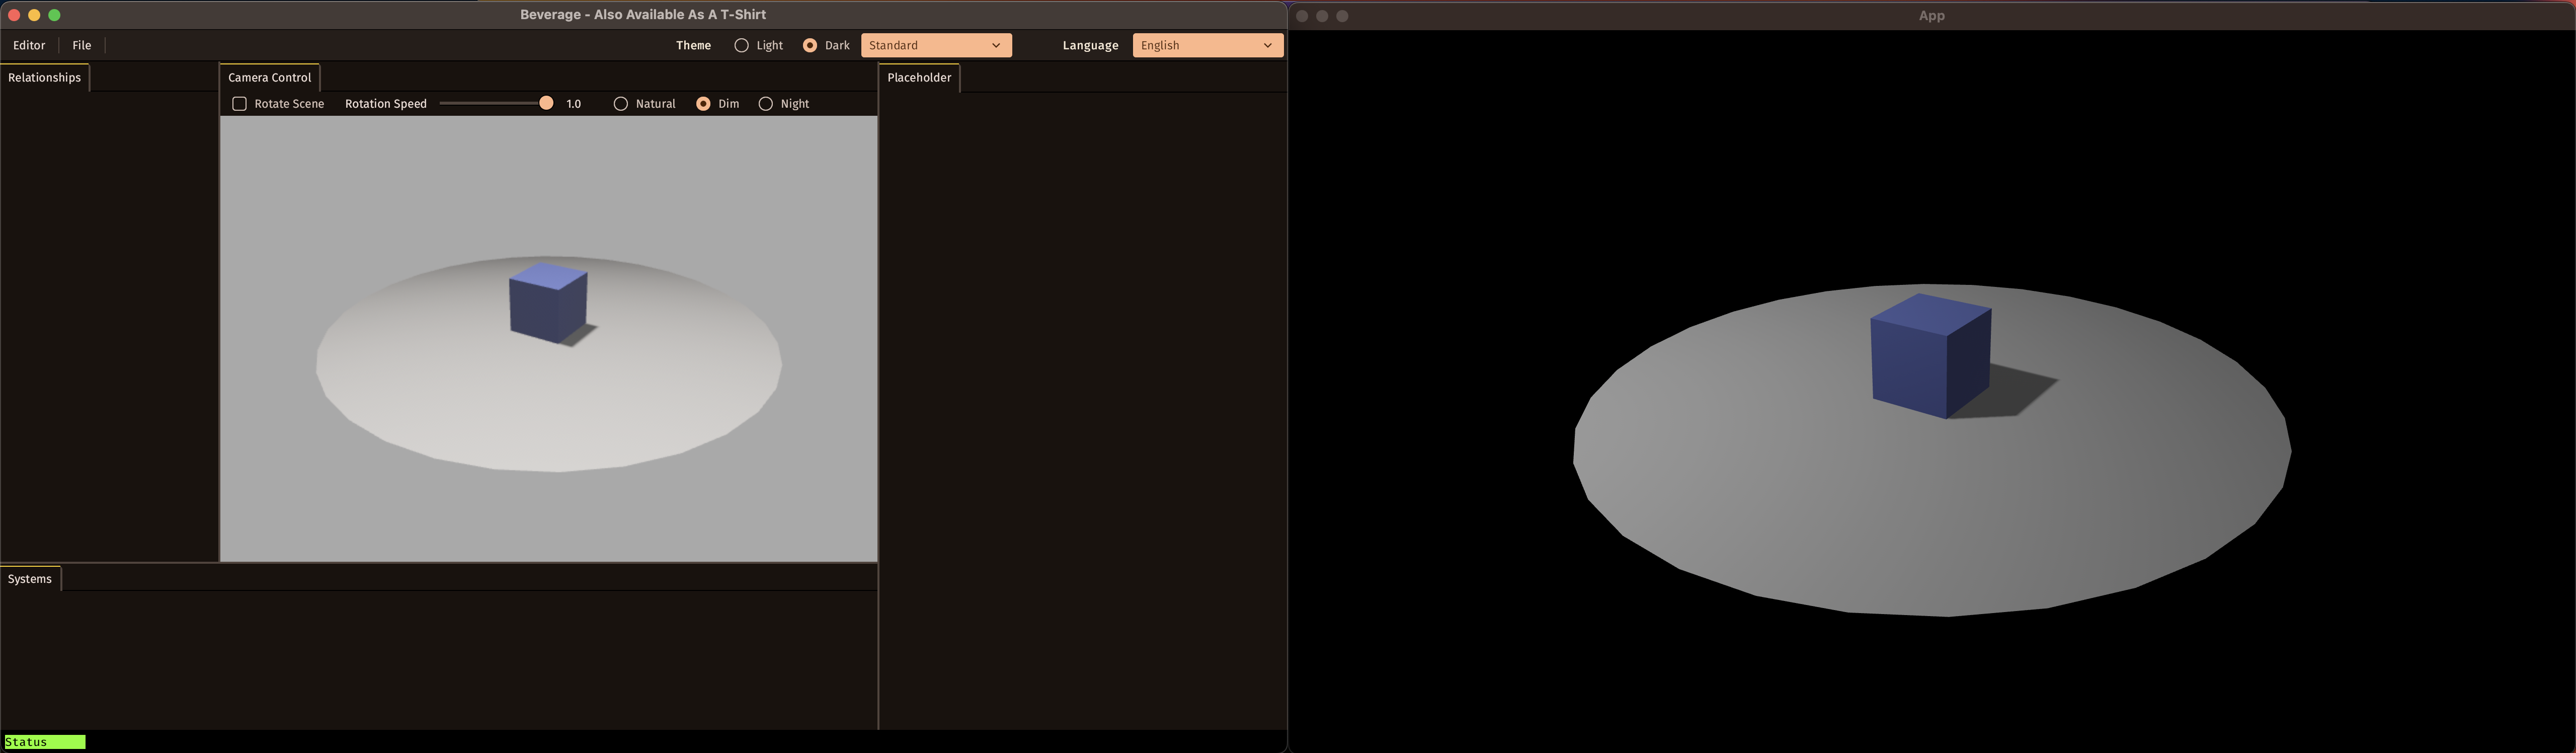 Beverage - Also Available As A T-Shirt
App
Editor File Theme Light Dark Standard Language English
Relationships Camera Control Placeholder
Rotate Scene Rotation Speed 1.0 Natural Dim Night
Systems
Status